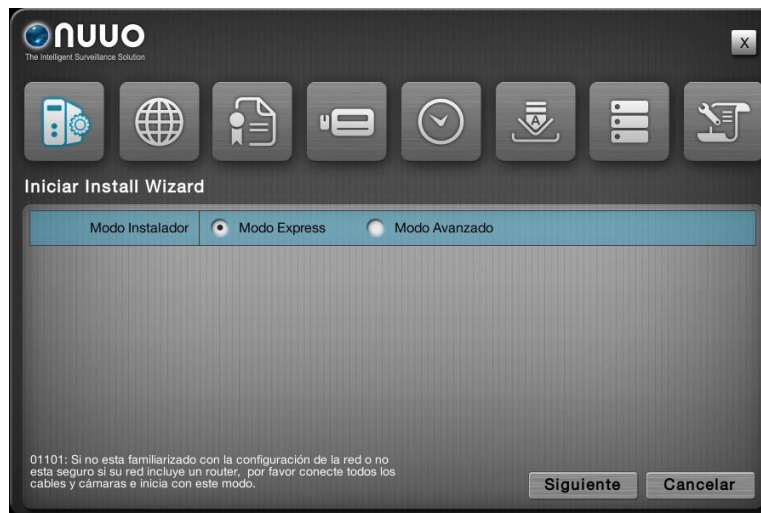 nuuo
The Intelligent Surveillance Solution
X
A
Iniciar Install Wizard
Modo Instalador Modo Express Modo Avanzado
01101: Si no esta familiarizado con la configuración de la red o no
esta seguro si su red incluye un router, por favor conecte todos los
cables y cámaras e inicia con este modo.
Siguiente Cancelar